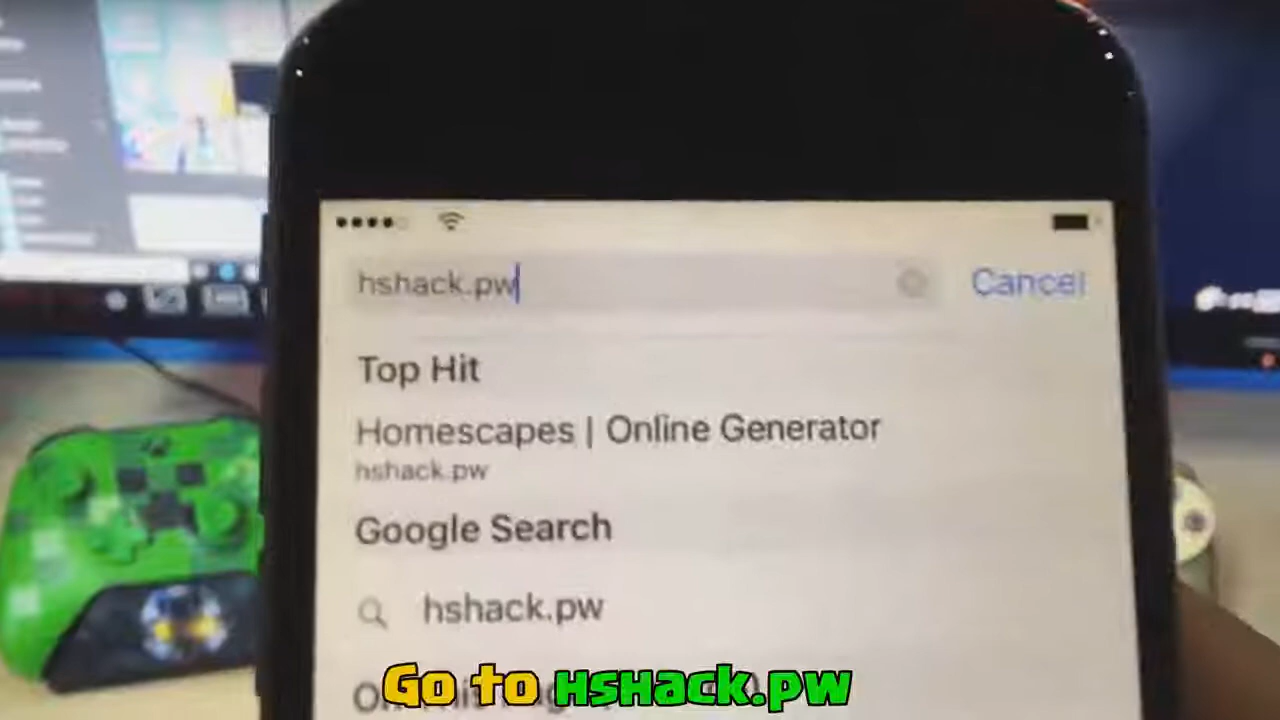 hshack.pw
Cancel
Top Hit
Homescapes | Online Generator
hshack.pw
Google Search
hshack.pw
Go to HSHack.pw